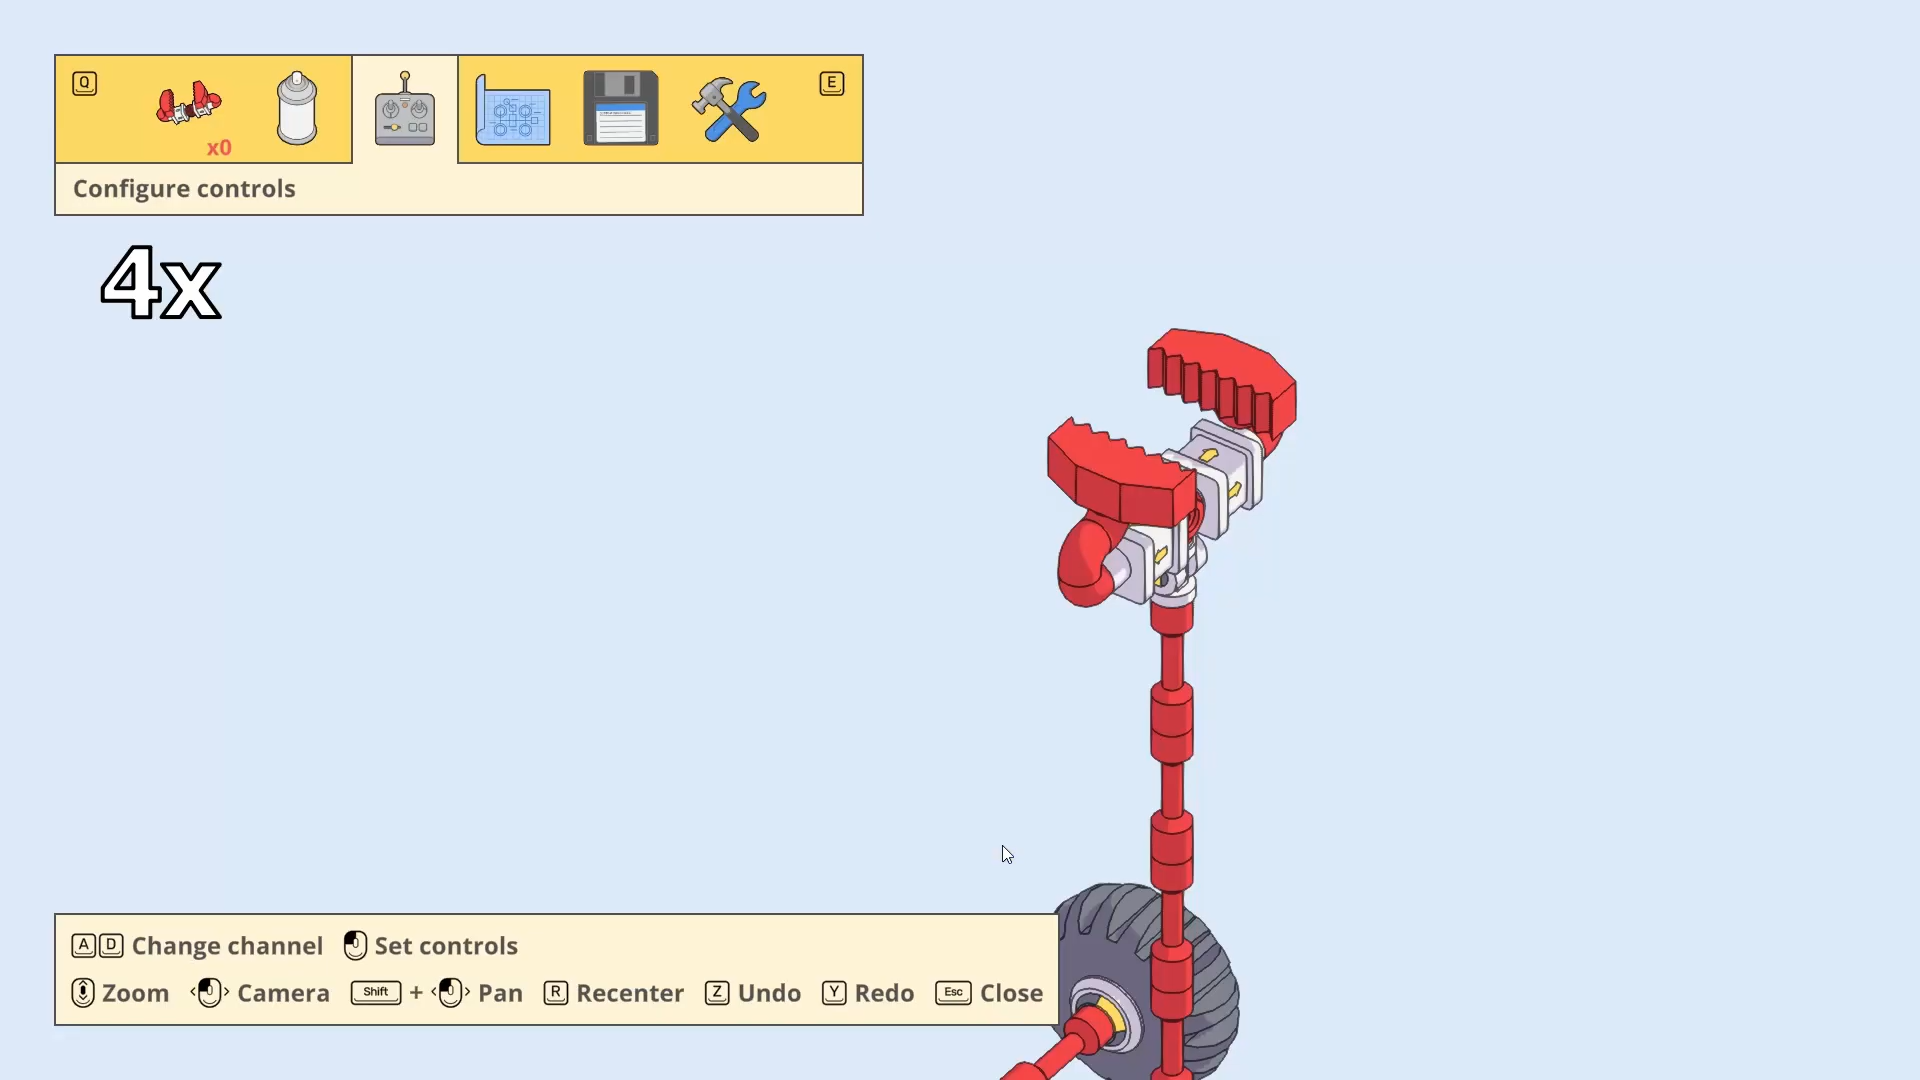 Q
E
x0
Configure controls
4x
A D Change channel Set controls
Zoom Camera Shift + Pan R Recenter Z Undo Y Redo Esc Close